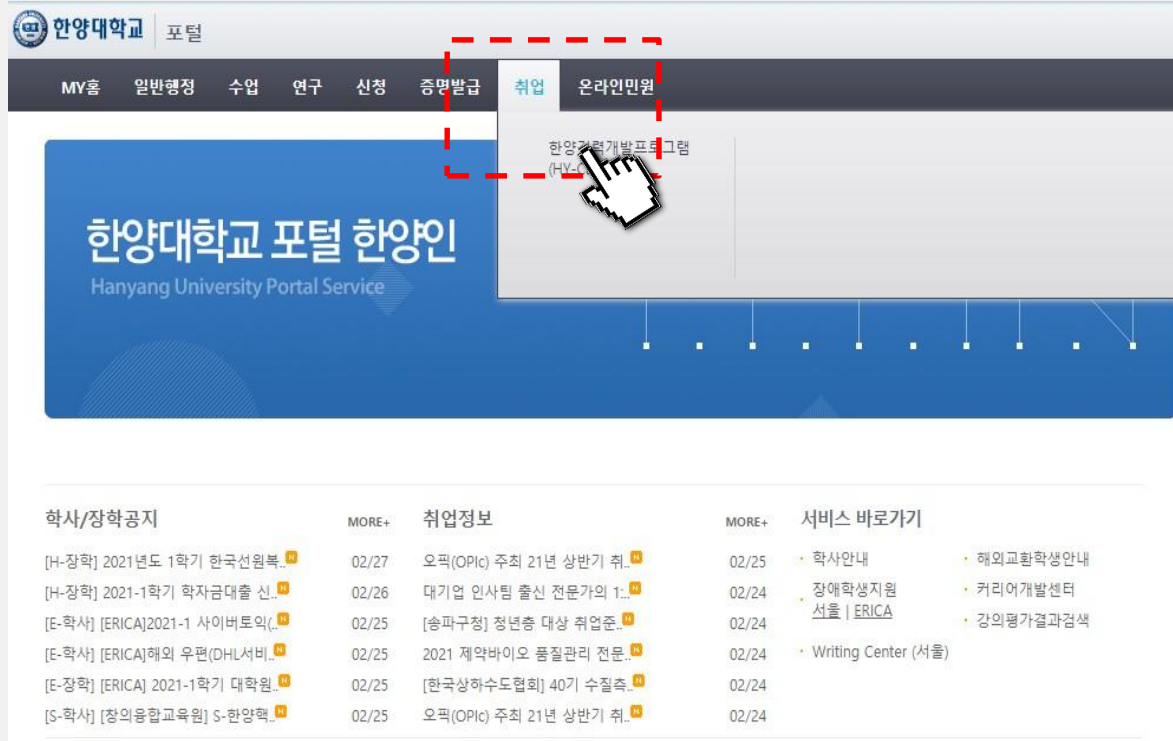 한양대학교 포털
MY홈 일반행정 수업 연구 신청 증명발급 취업 온라인민원
한양 개발프로그램
(HY-C
한양대학교 포털 한양인
Hanyang University Portal Service
학사/장학공지 MORE+
[H-장학] 2021년도 1학기 한국선원복.. N 02/27
[H-장학] 2021-1학기 학자금대출 신.. N 02/26
[E-학사] [ERICA]2021-1 사이버토익(.. N 02/25
[E-학사] [ERICA]해외 우편(DHL서비.. N 02/25
[E-장학] [ERICA] 2021-1학기 대학원.. N 02/25
[S-학사] [창의융합교육원] S-한양핵.. N 02/25
취업정보 MORE+
오픽(OPIc) 주최 21년 상반기 취.. N 02/25
대기업 인사팀 출신 전문가의 1:.. N 02/24
[송파구청] 청년층 대상 취업준.. N 02/24
2021 제약바이오 품질관리 전문.. N 02/24
[한국상하수도협회] 40기 수질측.. N 02/24
오픽(OPIc) 주최 21년 상반기 취.. N 02/24
서비스 바로가기
· 학사안내
· 장애학생지원
서울 | ERICA
· Writing Center (서울)
· 해외교환학생안내
· 커리어개발센터
· 강의평가결과검색